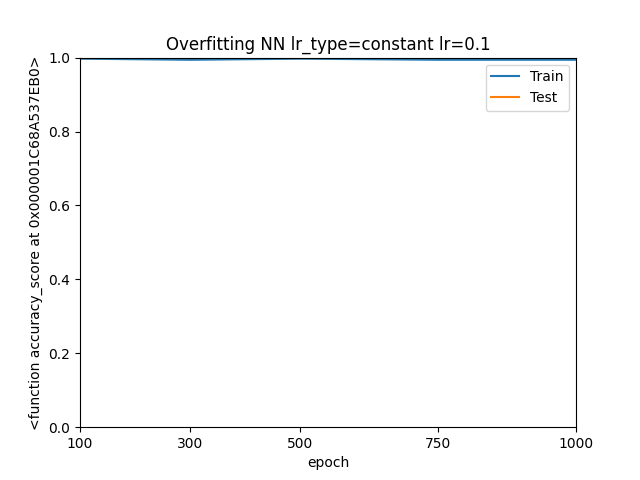 Overfitting NN lr_type=constant lr=0.1
<function accuracy_score at 0x000001C68A537EB0>
1.0
0.8
0.6
0.4
0.2
0.0
Train
Test
100
300
500
750
1000
epoch